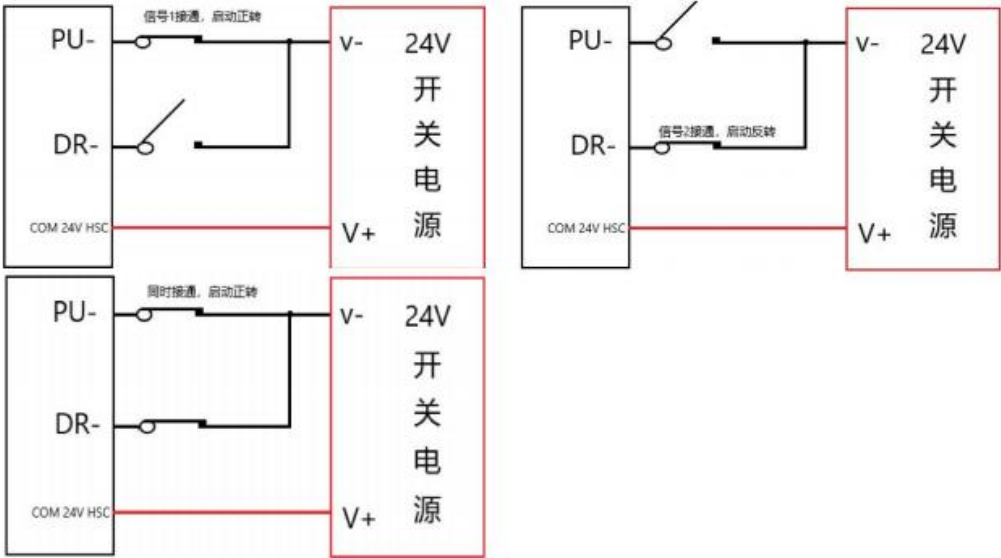 信号1接通，启动正转
PU-
v-
24V
开
关
电
源
DR-
COM 24V HSC
V+
PU-
v-
24V
开
关
电
源
信号2接通，启动反转
DR-
COM 24V HSC
V+
同时接通，启动正转
PU-
v-
24V
开
关
电
源
DR-
COM 24V HSC
V+